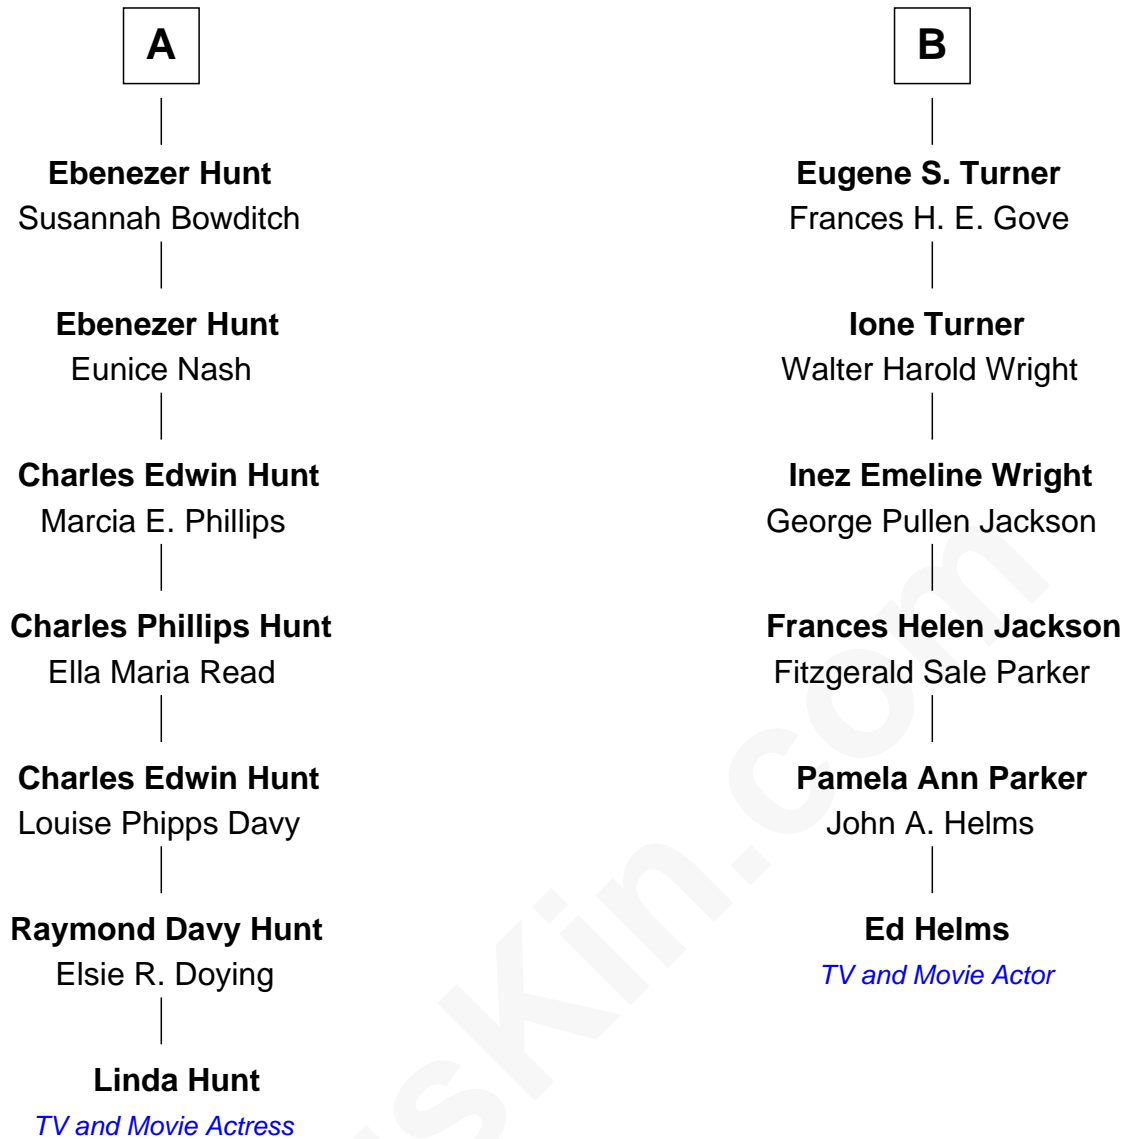 A
Ebenezer Hunt
Susannah Bowditch
Ebenezer Hunt
Eunice Nash
Charles Edwin Hunt
Marcia E. Phillips
Charles Phillips Hunt
Ella Maria Read
Charles Edwin Hunt
Louise Phipps Davy
Raymond Davy Hunt
Elsie R. Doying
Linda Hunt
TV and Movie Actress
B
Eugene S. Turner
Frances H. E. Gove
Ione Turner
Walter Harold Wright
Inez Emeline Wright
George Pullen Jackson
Frances Helen Jackson
Fitzgerald Sale Parker
Pamela Ann Parker
John A. Helms
Ed Helms
TV and Movie Actor
usKin.com